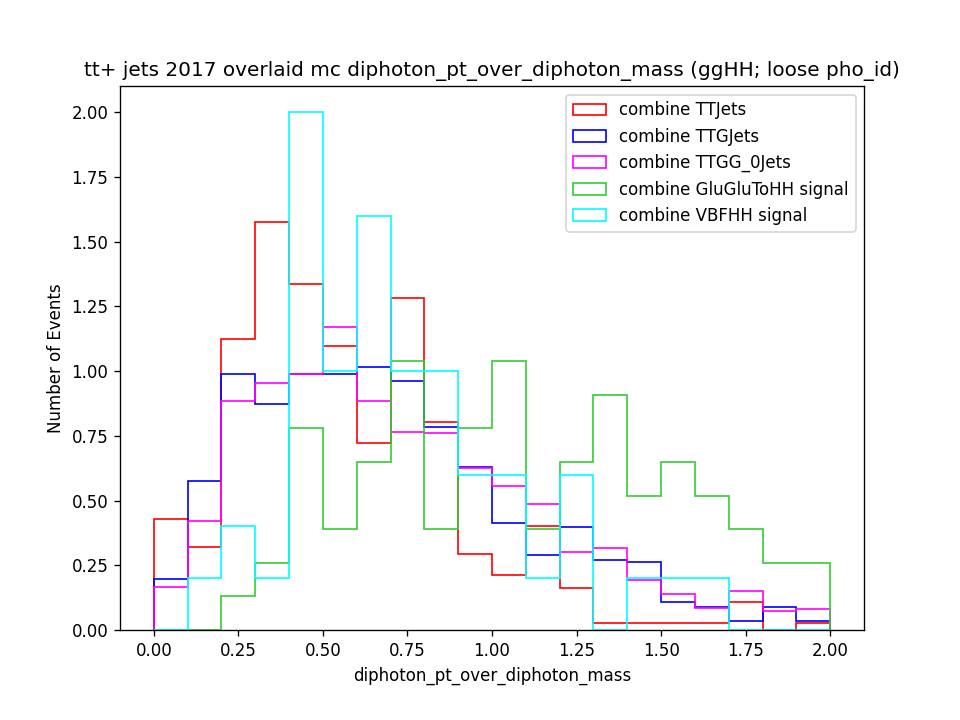 tt+ jets 2017 overlaid mc diphoton_pt_over_diphoton_mass (ggHH; loose pho_id)
combine TTJets
combine TTGJets
combine TTGG_0Jets
combine GluGluToHH signal
combine VBFHH signal
Number of Events
2.00
1.75
1.50
1.25
1.00
0.75
0.50
0.25
0.00
0.00 0.25 0.50 0.75 1.00 1.25 1.50 1.75 2.00
diphoton_pt_over_diphoton_mass